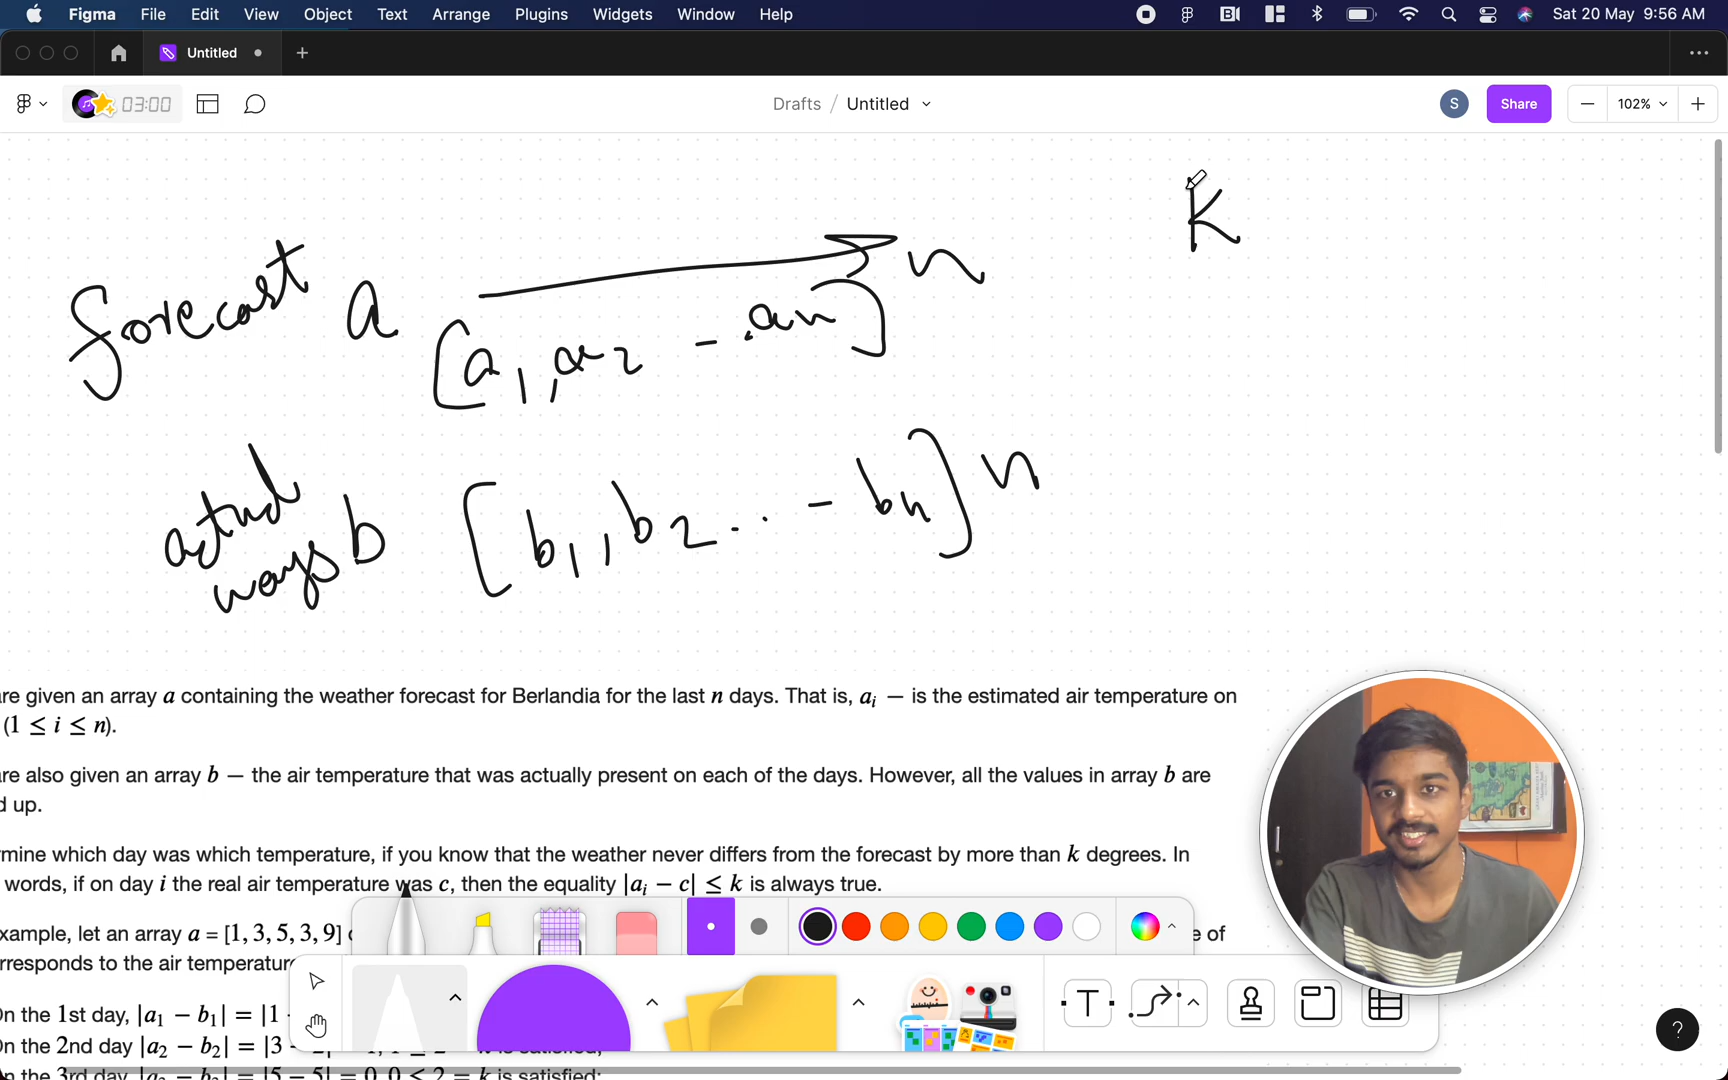 Figma File Edit View Object Text Arrange Plugins Widgets Window Help Sat 20 May 9:56 AM
Untitled
03:00 Drafts / Untitled S Share 102%
K
forecast a [a1, a2 - . an] n
actual
ways b [b1, b2 ... - bn] n
are given an array a containing the weather forecast for Berlandia for the last n days. That is, ai — is the estimated air temperature on
(1 ≤ i ≤ n).
are also given an array b — the air temperature that was actually present on each of the days. However, all the values in array b are
d up.
rmine which day was which temperature, if you know that the weather never differs from the forecast by more than k degrees. In
words, if on day i the real air temperature was c, then the equality |ai − c| ≤ k is always true.
xample, let an array a = [1, 3, 5, 3, 9] e of
rresponds to the air temperature
On the 1st day, |a1 − b1| = |1
On the 2nd day |a2 − b2| = |3
n the 3rd day, |a3 − b3| = |5 − 5| = 0, 0 ≤ 2 = k is satisfied;
T
?